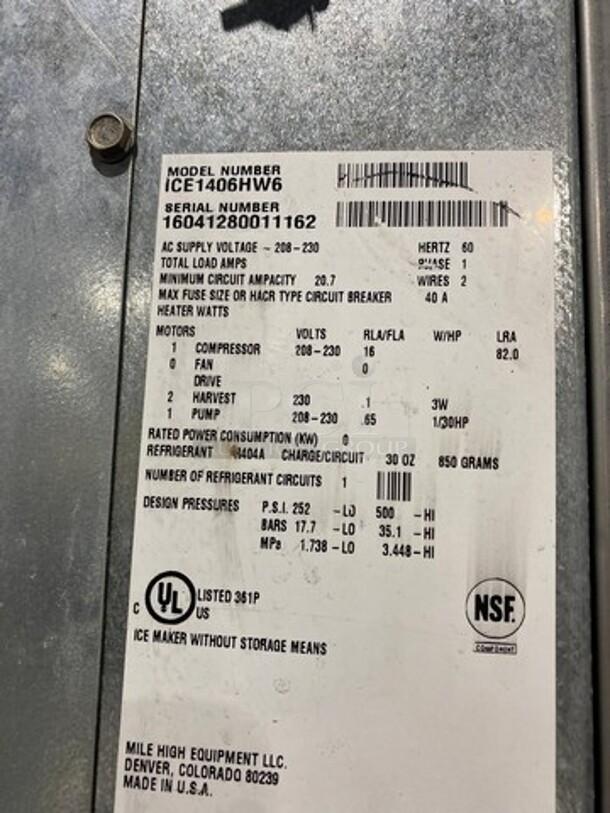 MODEL NUMBER
ICE1406HW6
SERIAL NUMBER
16041280011162
AC SUPPLY VOLTAGE ~ 208-230 HERTZ 60
TOTAL LOAD AMPS PHASE 1
MINIMUM CIRCUIT AMPACITY 20.7 WIRES 2
MAX FUSE SIZE OR HACR TYPE CIRCUIT BREAKER 40 A
HEATER WATTS
MOTORS VOLTS RLA/FLA W/HP LRA
1 COMPRESSOR 208-230 16 82.0
0 FAN 0
DRIVE
2 HARVEST 230 .1 3W
1 PUMP 208-230 .65 1/30HP
RATED POWER CONSUMPTION (KW) 0
REFRIGERANT R404A CHARGE/CIRCUIT 30 OZ 850 GRAMS
NUMBER OF REFRIGERANT CIRCUITS 1
DESIGN PRESSURES P.S.I. 252 -LO 500 -HI
BARS 17.7 -LO 35.1 -HI
MPa 1.738 -LO 3.448 -HI
C UL US LISTED 361P
NSF.
COMPONENT
ICE MAKER WITHOUT STORAGE MEANS
MILE HIGH EQUIPMENT LLC.
DENVER, COLORADO 80239
MADE IN U.S.A.